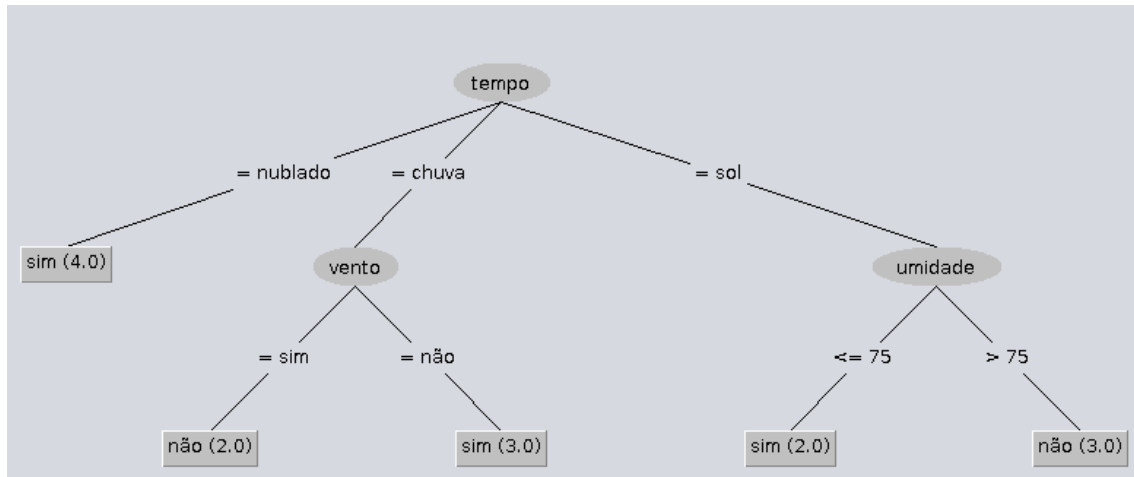 tempo
= nublado
= chuva
= sol
sim (4.0)
vento
umidade
= sim
= não
<= 75
> 75
não (2.0)
sim (3.0)
sim (2.0)
não (3.0)